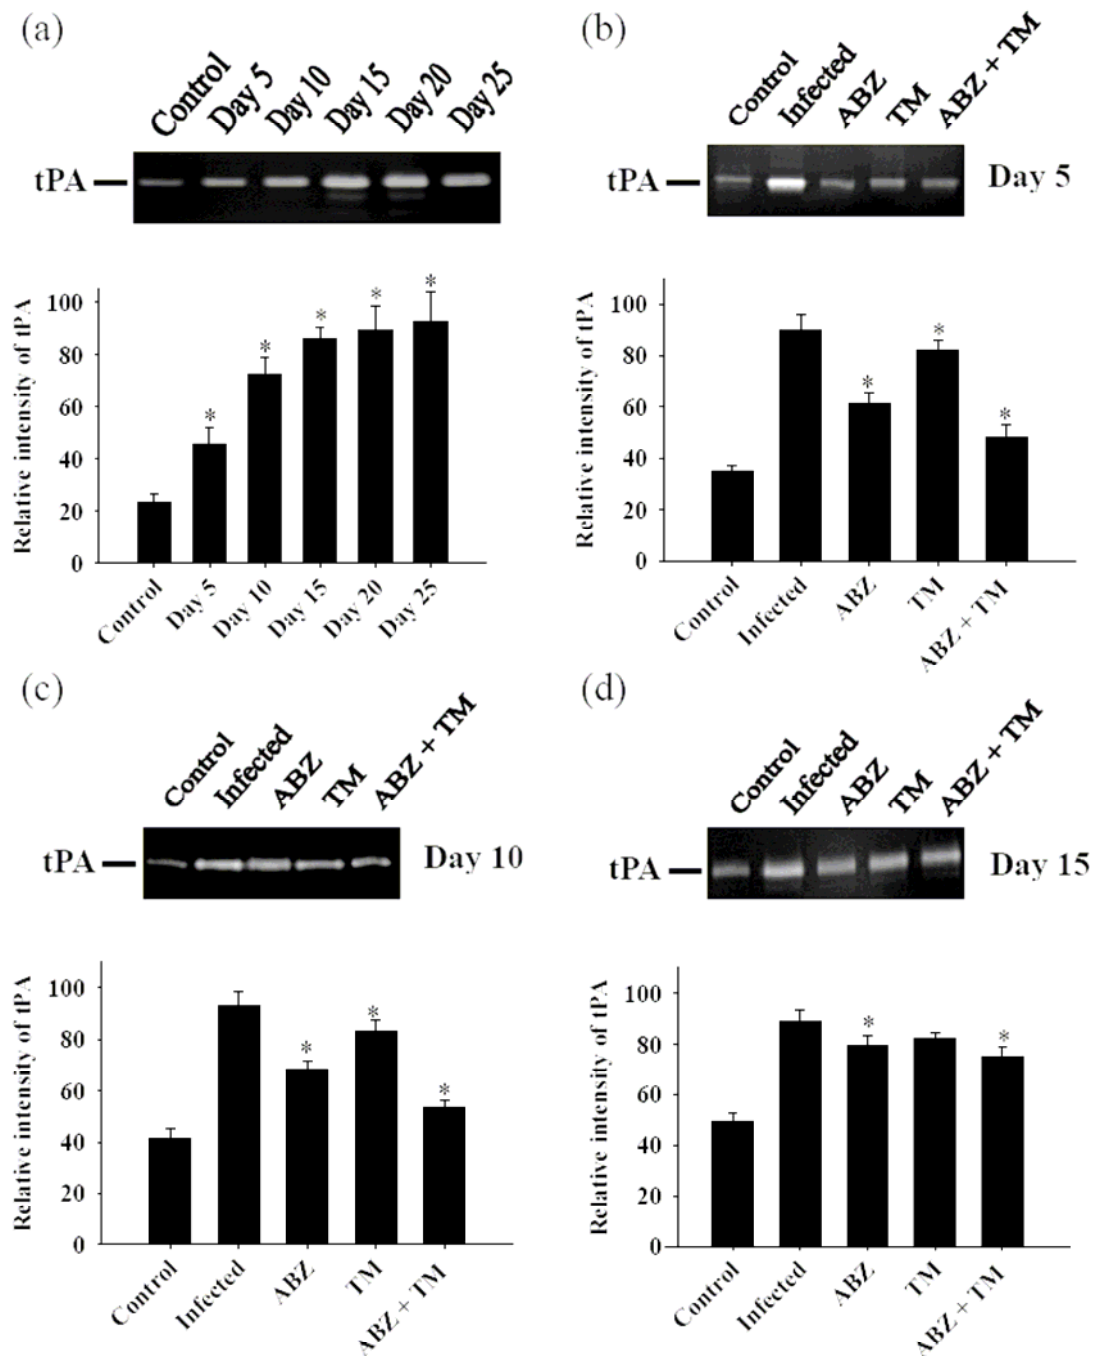 (a)
Control Day 5 Day 10 Day 15 Day 20 Day 25
tPA
Relative intensity of tPA
100
80
60
40
20
0
* * * * *
Control Day 5 Day 10 Day 15 Day 20 Day 25
(b)
Control Infected ABZ TM ABZ + TM
tPA
Day 5
Relative intensity of tPA
100
80
60
40
20
0
* * *
Control Infected ABZ TM ABZ + TM
(c)
Control Infected ABZ TM ABZ + TM
tPA
Day 10
Relative intensity of tPA
100
80
60
40
20
0
* * *
Control Infected ABZ TM ABZ + TM
(d)
Control Infected ABZ TM ABZ + TM
tPA
Day 15
Relative intensity of tPA
100
80
60
40
20
0
* *
Control Infected ABZ TM ABZ + TM